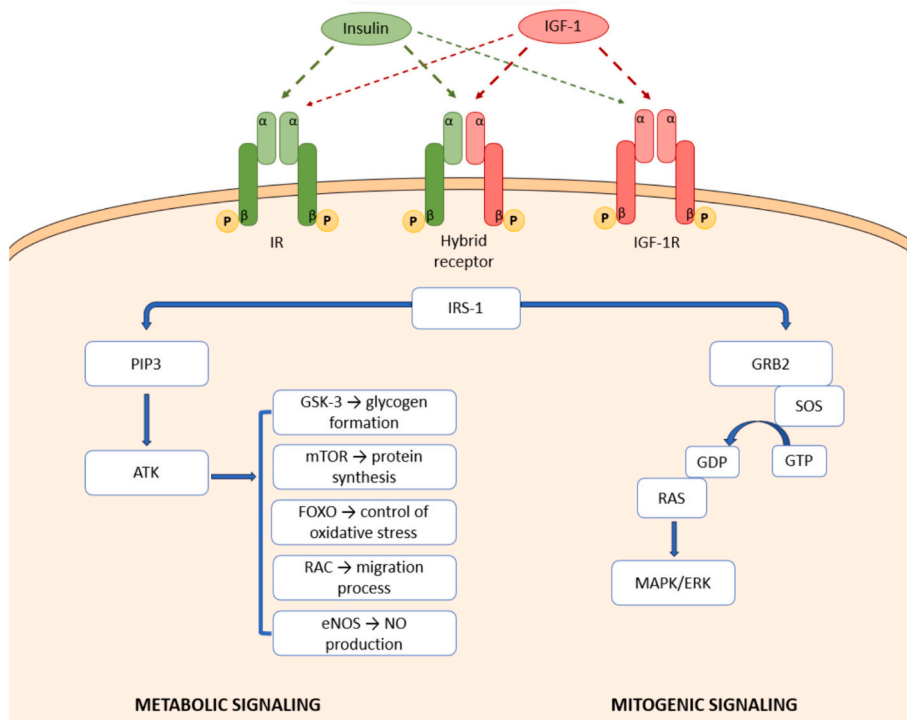 Insulin
IGF-1
α α
α α
α α
β β
β β
β β
P P
P P
P P
IR
Hybrid
receptor
IGF-1R
IRS-1
PIP3
ATK
GSK-3 → glycogen
formation
mTOR → protein
synthesis
FOXO → control of
oxidative stress
RAC → migration
process
eNOS → NO
production
GRB2
SOS
GDP
GTP
RAS
MAPK/ERK
METABOLIC SIGNALING
MITOGENIC SIGNALING